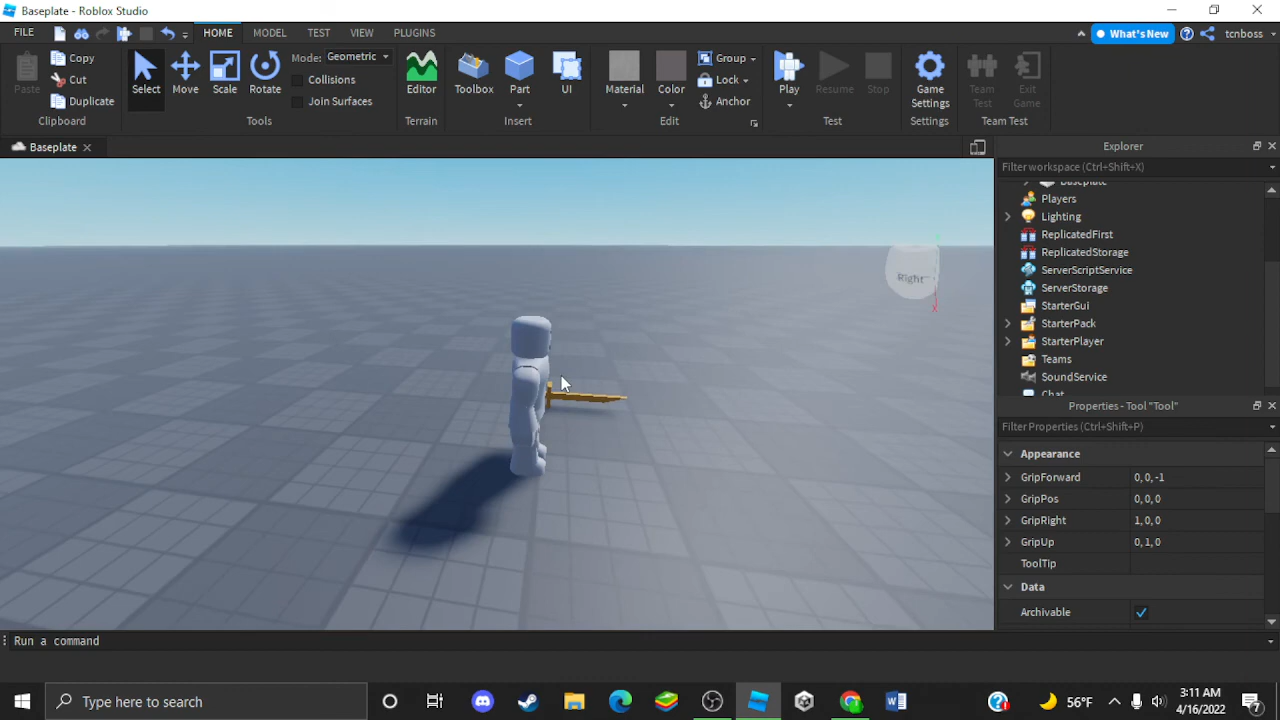 Baseplate - Roblox Studio
FILE HOME MODEL TEST VIEW PLUGINS What's New tcnboss
Paste Copy Cut Duplicate Clipboard
Select Move Scale Rotate Mode: Geometric Collisions Join Surfaces Tools
Editor Terrain
Toolbox Part UI Insert
Material Color Group Lock Anchor Edit
Play Resume Stop Test
Game Settings Settings
Team Test Exit Game Team Test
Baseplate
Right
Explorer
Filter workspace (Ctrl+Shift+X)
Baseplate
Players
Lighting
ReplicatedFirst
ReplicatedStorage
ServerScriptService
ServerStorage
StarterGui
StarterPack
StarterPlayer
Teams
SoundService
Chat
Properties - Tool "Tool"
Filter Properties (Ctrl+Shift+P)
Appearance
GripForward 0, 0, -1
GripPos 0, 0, 0
GripRight 1, 0, 0
GripUp 0, 1, 0
ToolTip
Data
Archivable
Run a command
Type here to search
56°F
3:11 AM
4/16/2022
7